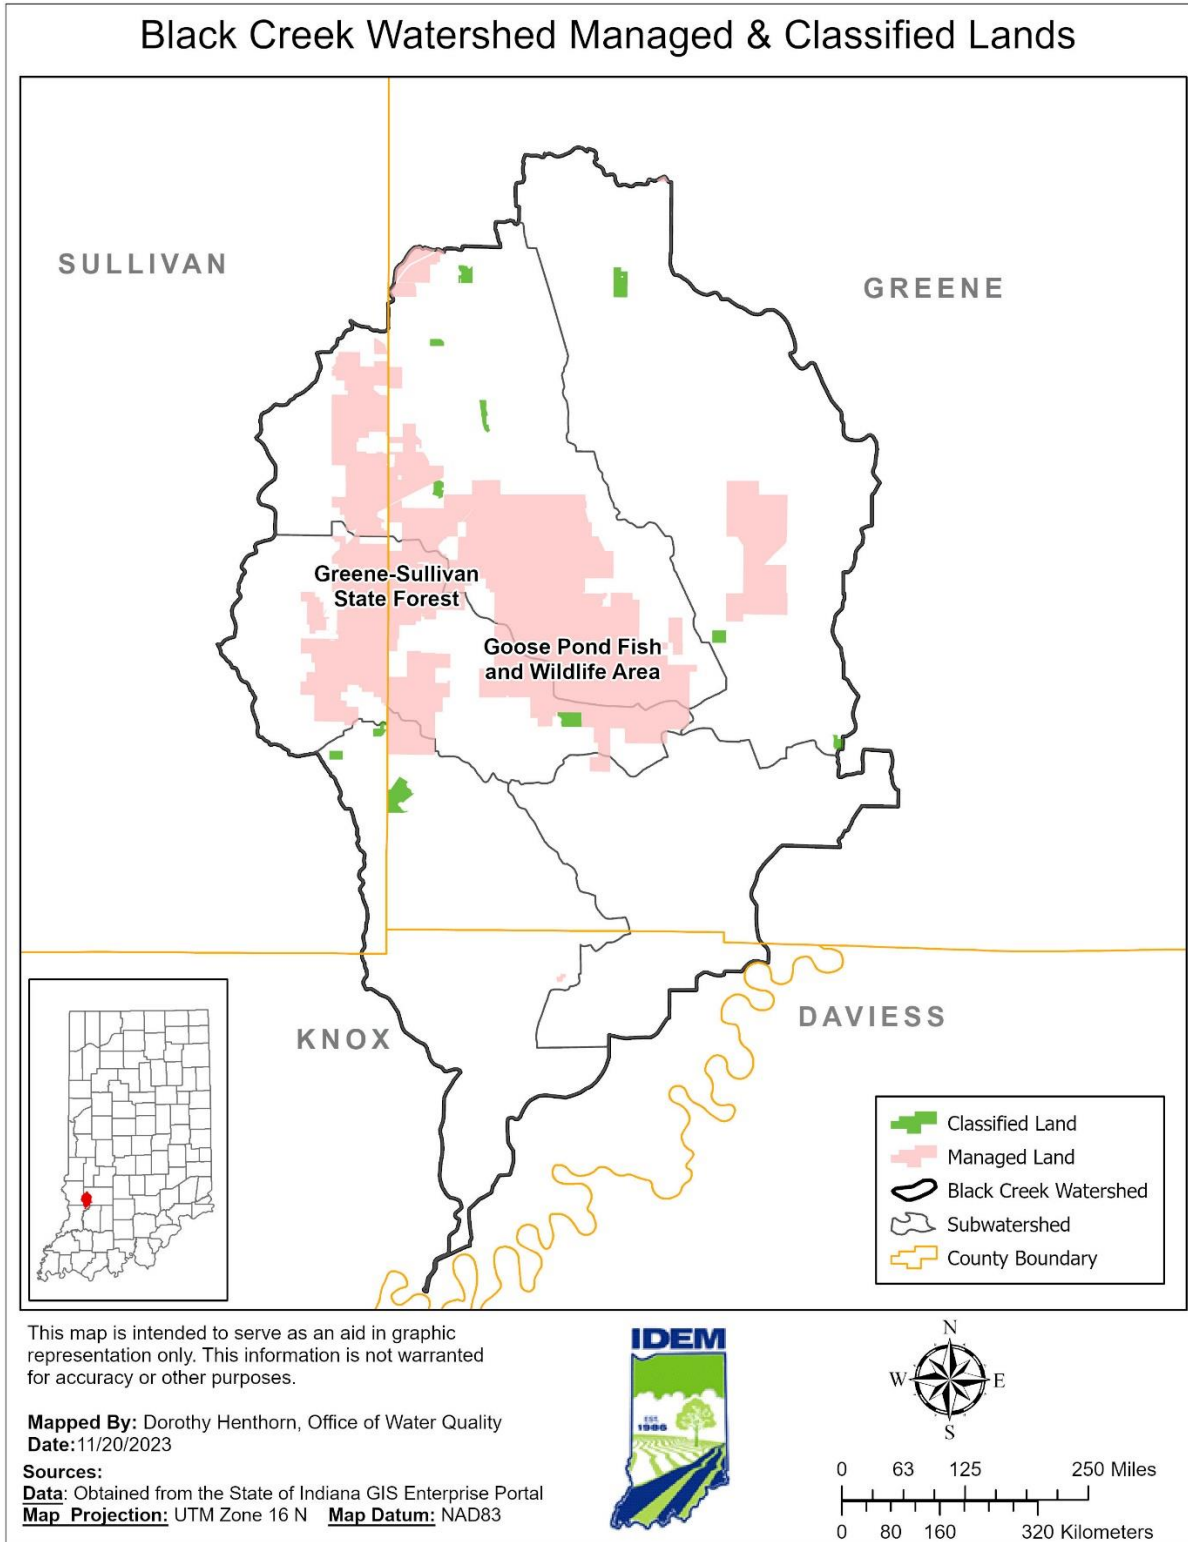 Black Creek Watershed Managed & Classified Lands
SULLIVAN
GREENE
Greene-Sullivan
State Forest
Goose Pond Fish
and Wildlife Area
KNOX
DAVIESS
Classified Land
Managed Land
Black Creek Watershed
Subwatershed
County Boundary
This map is intended to serve as an aid in graphic
representation only. This information is not warranted
for accuracy or other purposes.
Mapped By: Dorothy Henthorn, Office of Water Quality
Date:11/20/2023
Sources:
Data: Obtained from the State of Indiana GIS Enterprise Portal
Map Projection: UTM Zone 16 N Map Datum: NAD83
IDEM
EST.
1986
N
W E
S
0 63 125 250 Miles
0 80 160 320 Kilometers